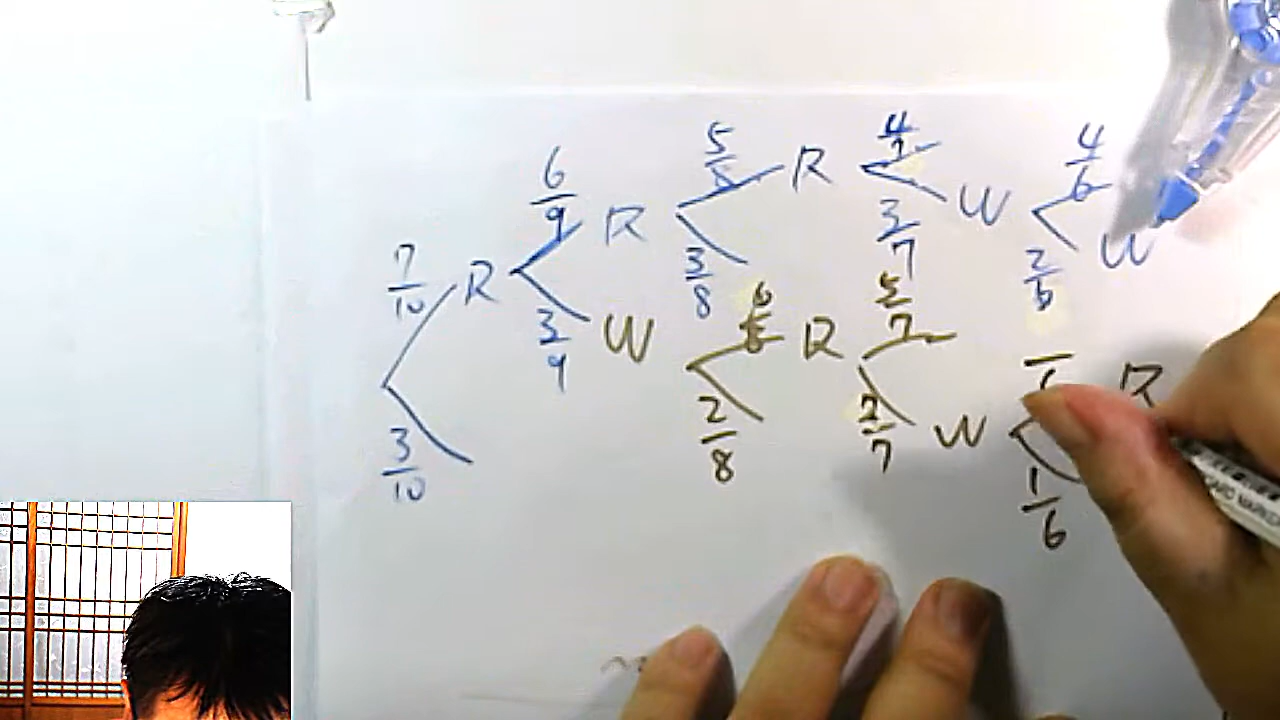 7/10 R 6/9 R 5/8 R 4/7 W 4/6
3/10
3/9 W 3/8 3/7 2/6 W
6/8 R 5/7
2/8 2/7 W R
1/6